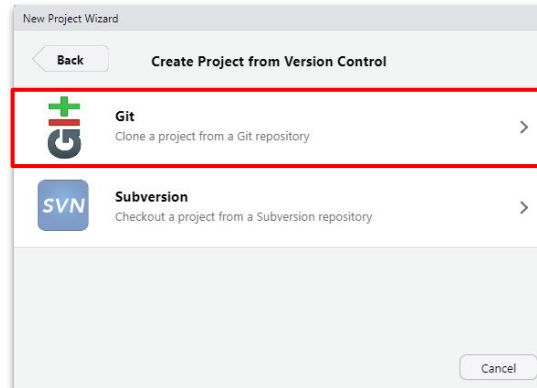 New Project Wizard
Back
Create Project from Version Control
git
Git
Clone a project from a Git repository
SVN
Subversion
Checkout a project from a Subversion repository
Cancel